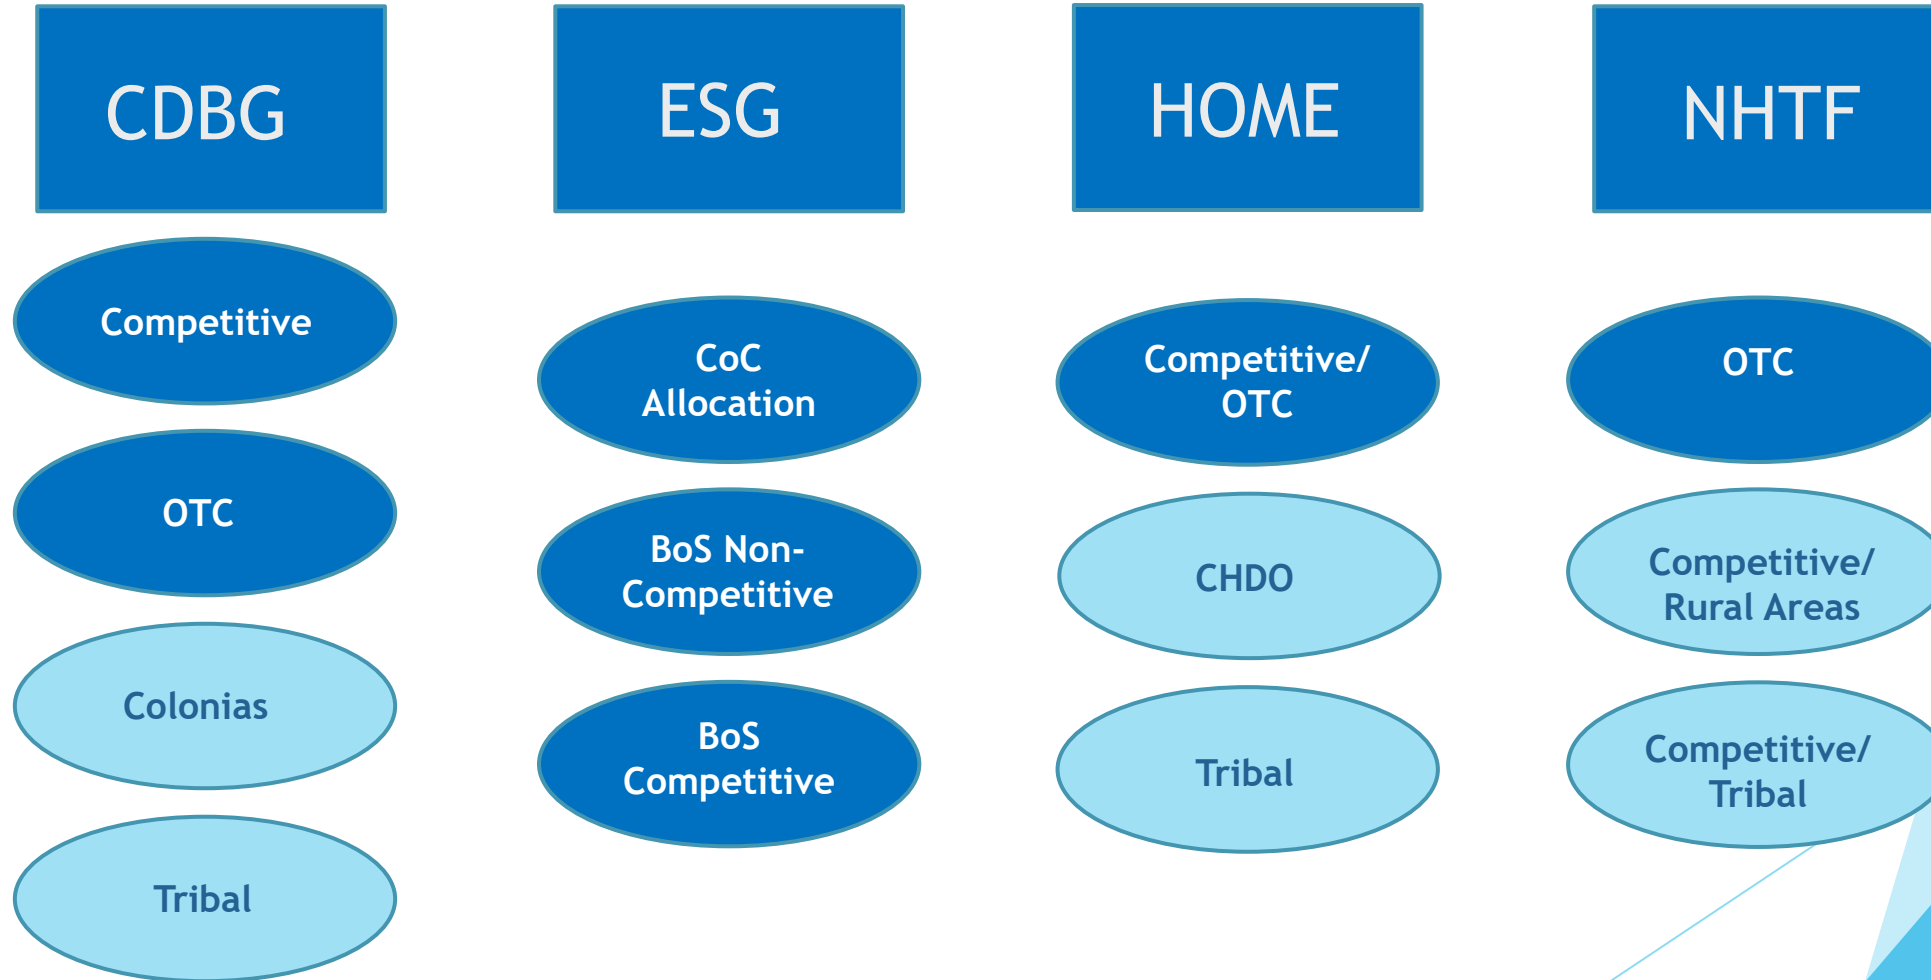 CDBG
Competitive
OTC
Colonias
Tribal
ESG
CoC
Allocation
BoS Non-
Competitive
BoS
Competitive
HOME
Competitive/
OTC
CHDO
Tribal
NHTF
OTC
Competitive/
Rural Areas
Competitive/
Tribal